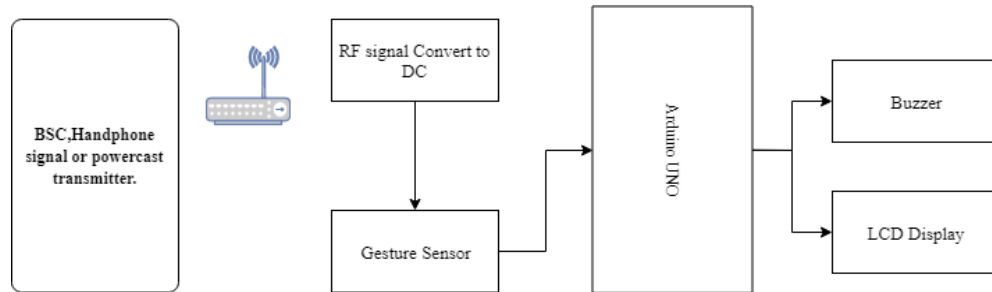 BSC,Handphone
signal or powercast
transmitter.
RF signal Convert to
DC
Gesture Sensor
Arduino UNO
Buzzer
LCD Display